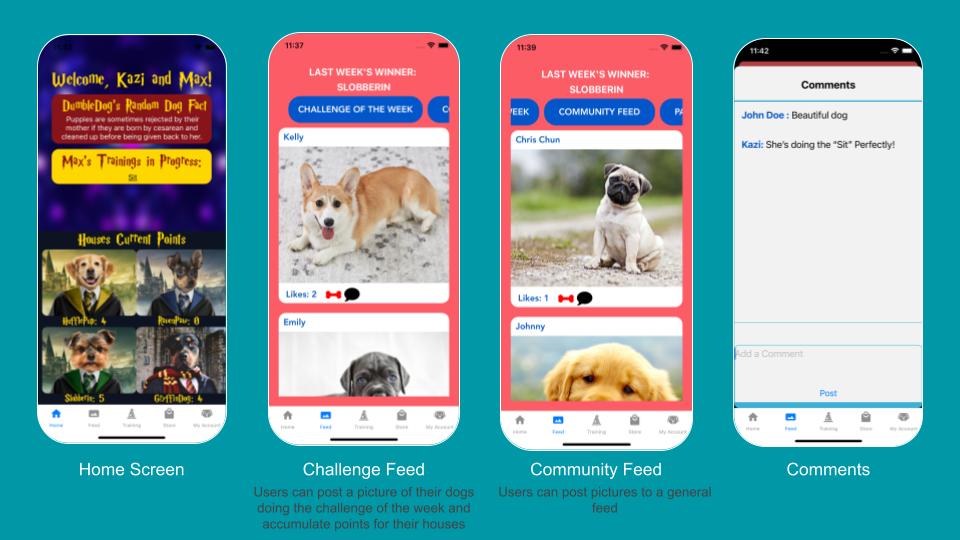 Welcome, Kazi and Max!
DumbleDog's Random Dog Fact
Puppies are sometimes rejected by their
mother if they are born by cesarean and
cleaned up before being given back to her.
Max's Trainings in Progress:
Sit
Houses Current Points
HufflePup: 4
RavenPaw: 0
Slobberin: 5
GryffinDog: 4
Home
Feed
Training
Store
My Account
Home Screen
11:37
LAST WEEK'S WINNER:
SLOBBERIN
CHALLENGE OF THE WEEK
Kelly
Likes: 2
Emily
Home
Feed
Training
Store
My Account
Challenge Feed
Users can post a picture of their dogs
doing the challenge of the week and
accumulate points for their houses
11:39
LAST WEEK'S WINNER:
SLOBBERIN
COMMUNITY FEED
Chris Chun
Likes: 1
Johnny
Home
Feed
Training
Store
My Account
Community Feed
Users can post pictures to a general
feed
11:42
Comments
John Doe : Beautiful dog
Kazi: She's doing the “Sit” Perfectly!
Add a Comment
Post
Home
Feed
Training
Store
My Account
Comments